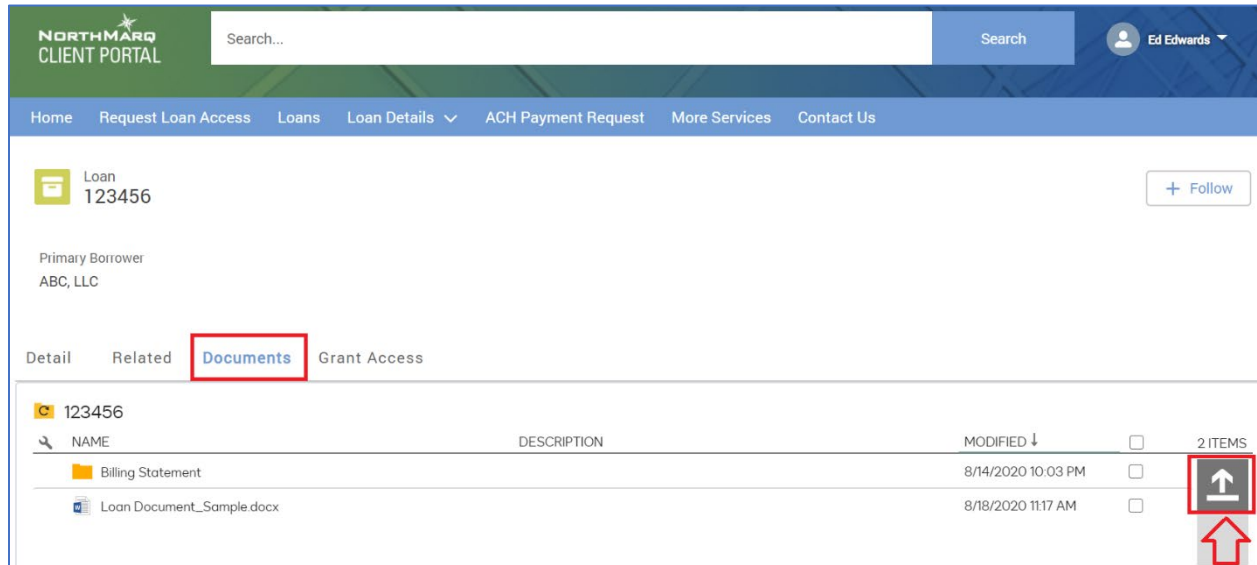 NORTHMARQ
CLIENT PORTAL
Search...
Search
Ed Edwards
Home Request Loan Access Loans Loan Details ACH Payment Request More Services Contact Us
Loan
123456
+ Follow
Primary Borrower
ABC, LLC
Detail Related Documents Grant Access
123456
NAME DESCRIPTION MODIFIED ↓ 2 ITEMS
Billing Statement 8/14/2020 10:03 PM
Loan Document_Sample.docx 8/18/2020 11:17 AM